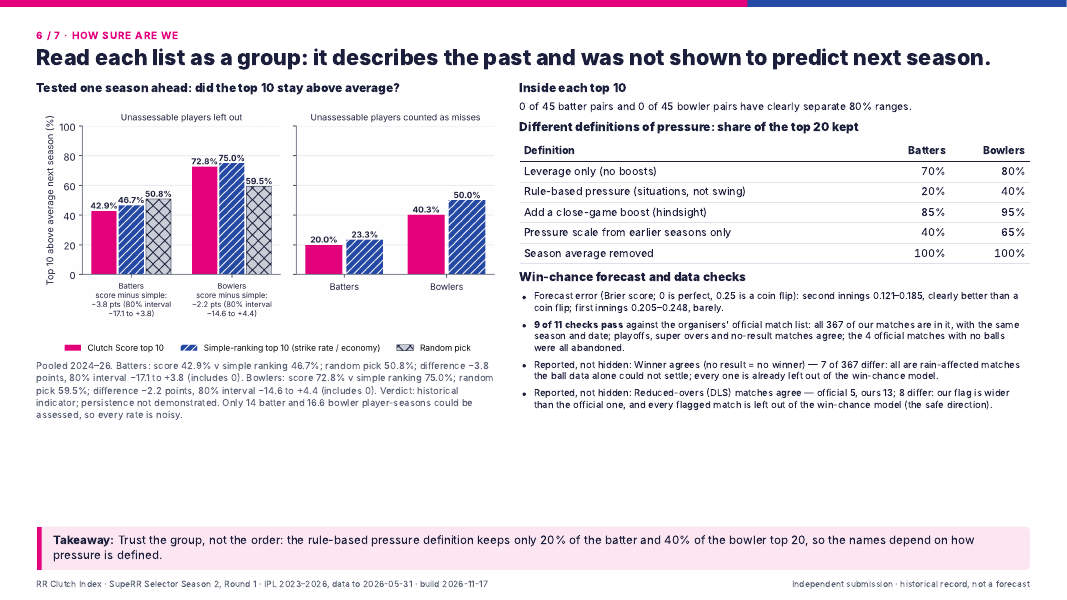 6 / 7 · HOW SURE ARE WE
Read each list as a group: it describes the past and was not shown to predict next season.
Tested one season ahead: did the top 10 stay above average?
Unassessable players left out
Unassessable players counted as misses
Top 10 above average next season (%)
100
80
60
40
20
0
42.9%
46.7%
50.8%
72.8%
75.0%
59.5%
20.0%
23.3%
40.3%
50.0%
Batters
score minus simple:
−3.8 pts (80% interval
−17.1 to +3.8)
Bowlers
score minus simple:
−2.2 pts (80% interval
−14.6 to +4.4)
Batters
Bowlers
Clutch Score top 10
Simple-ranking top 10 (strike rate / economy)
Random pick
Pooled 2024–26. Batters: score 42.9% v simple ranking 46.7%; random pick 50.8%; difference −3.8
points, 80% interval −17.1 to +3.8 (includes 0). Bowlers: score 72.8% v simple ranking 75.0%; random
pick 59.5%; difference −2.2 points, 80% interval −14.6 to +4.4 (includes 0). Verdict: historical
indicator; persistence not demonstrated. Only 14 batter and 16.6 bowler player-seasons could be
assessed, so every rate is noisy.
Inside each top 10
0 of 45 batter pairs and 0 of 45 bowler pairs have clearly separate 80% ranges.
Different definitions of pressure: share of the top 20 kept
Definition Batters Bowlers
Leverage only (no boosts) 70% 80%
Rule-based pressure (situations, not swing) 20% 40%
Add a close-game boost (hindsight) 85% 95%
Pressure scale from earlier seasons only 40% 65%
Season average removed 100% 100%
Win-chance forecast and data checks
• Forecast error (Brier score; 0 is perfect, 0.25 is a coin flip): second innings 0.121–0.185, clearly better than a
coin flip; first innings 0.205–0.248, barely.
• 9 of 11 checks pass against the organisers' official match list: all 367 of our matches are in it, with the same
season and date; playoffs, super overs and no-result matches agree; the 4 official matches with no balls
were all abandoned.
• Reported, not hidden: Winner agrees (no result = no winner) — 7 of 367 differ: all are rain-affected matches
the ball data alone could not settle; every one is already left out of the win-chance model.
• Reported, not hidden: Reduced-overs (DLS) matches agree — official 5, ours 13; 8 differ: our flag is wider
than the official one, and every flagged match is left out of the win-chance model (the safe direction).
Takeaway: Trust the group, not the order: the rule-based pressure definition keeps only 20% of the batter and 40% of the bowler top 20, so the names depend on how
pressure is defined.
RR Clutch Index · SupeRR Selector Season 2, Round 1 · IPL 2023–2026, data to 2026-05-31 · build 2026-11-17
Independent submission · historical record, not a forecast